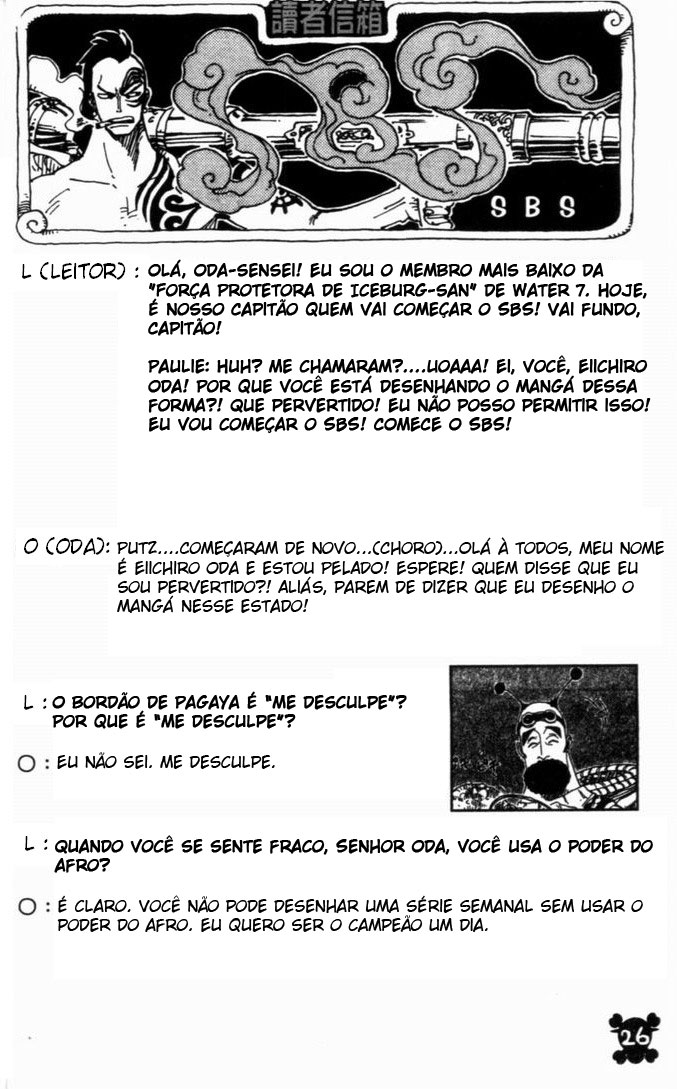 讀者信箱
SBS
S B S
L (LEITOR) : OLÁ, ODA-SENSEI! EU SOU O MEMBRO MAIS BAIXO DA
"FORÇA PROTETORA DE ICEBURG-SAN" DE WATER 7. HOJE,
É NOSSO CAPITÃO QUEM VAI COMEÇAR O SBS! VAI FUNDO,
CAPITÃO!
PAULIE: HUH? ME CHAMARAM?....UOAAA! EI, VOCÊ, EIICHIRO
ODA! POR QUE VOCÊ ESTÁ DESENHANDO O MANGÁ DESSA
FORMA?! QUE PERVERTIDO! EU NÃO POSSO PERMITIR ISSO!
EU VOU COMEÇAR O SBS! COMECE O SBS!
O (ODA): PUTZ....COMEÇARAM DE NOVO...(CHORO)...OLÁ À TODOS, MEU NOME
É EIICHIRO ODA E ESTOU PELADO! ESPERE! QUEM DISSE QUE EU
SOU PERVERTIDO?! ALIÁS, PAREM DE DIZER QUE EU DESENHO O
MANGÁ NESSE ESTADO!
L : O BORDÃO DE PAGAYA É "ME DESCULPE"?
POR QUE É "ME DESCULPE"?
O : EU NÃO SEI. ME DESCULPE.
L : QUANDO VOCÊ SE SENTE FRACO, SENHOR ODA, VOCÊ USA O PODER DO
AFRO?
O : É CLARO. VOCÊ NÃO PODE DESENHAR UMA SÉRIE SEMANAL SEM USAR O
PODER DO AFRO. EU QUERO SER O CAMPEÃO UM DIA.
26